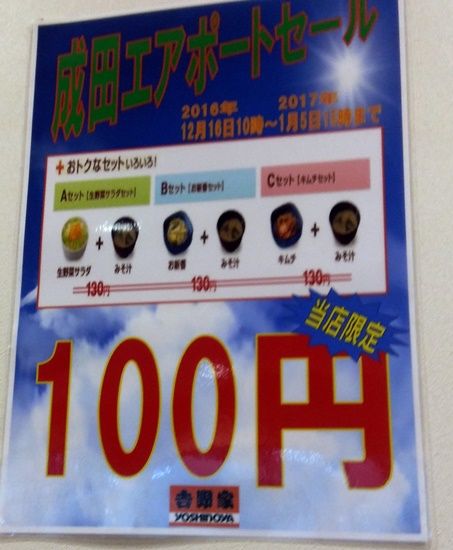 成田エアポートセール
2016年 2017年
12月16日10時～1月5日15時まで
+おトクなセットいろいろ!
Aセット[生野菜サラダセット] Bセット[お新香セット] Cセット[キムチセット]
+ + +
生野菜サラダ みそ汁 お新香 みそ汁 キムチ みそ汁
130円 130円 130円
当店限定
100円
吉野家
YOSHINOYA